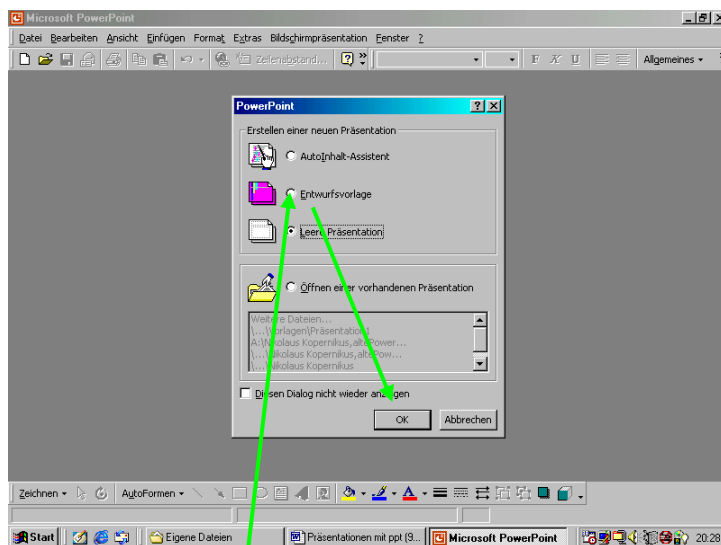 Microsoft PowerPoint
Datei Bearbeiten Ansicht Einfügen Format Extras Bildschirmpräsentation Fenster ?
Zeilenabstand... F K U Allgemeines
PowerPoint
Erstellen einer neuen Präsentation
AutoInhalt-Assistent
Entwurfsvorlage
Leere Präsentation
Öffnen einer vorhandenen Präsentation
Weitere Dateien...
\...\Vorlagen\Präsentation1
A:\Nikolaus Kopernikus,altePower...
\...\Nikolaus Kopernikus,altePow...
\...\Nikolaus Kopernikus
Diesen Dialog nicht wieder anzeigen
OK Abbrechen
Zeichnen AutoFormen
Start Eigene Dateien Präsentationen mit ppt (9... Microsoft PowerPoint 20:28